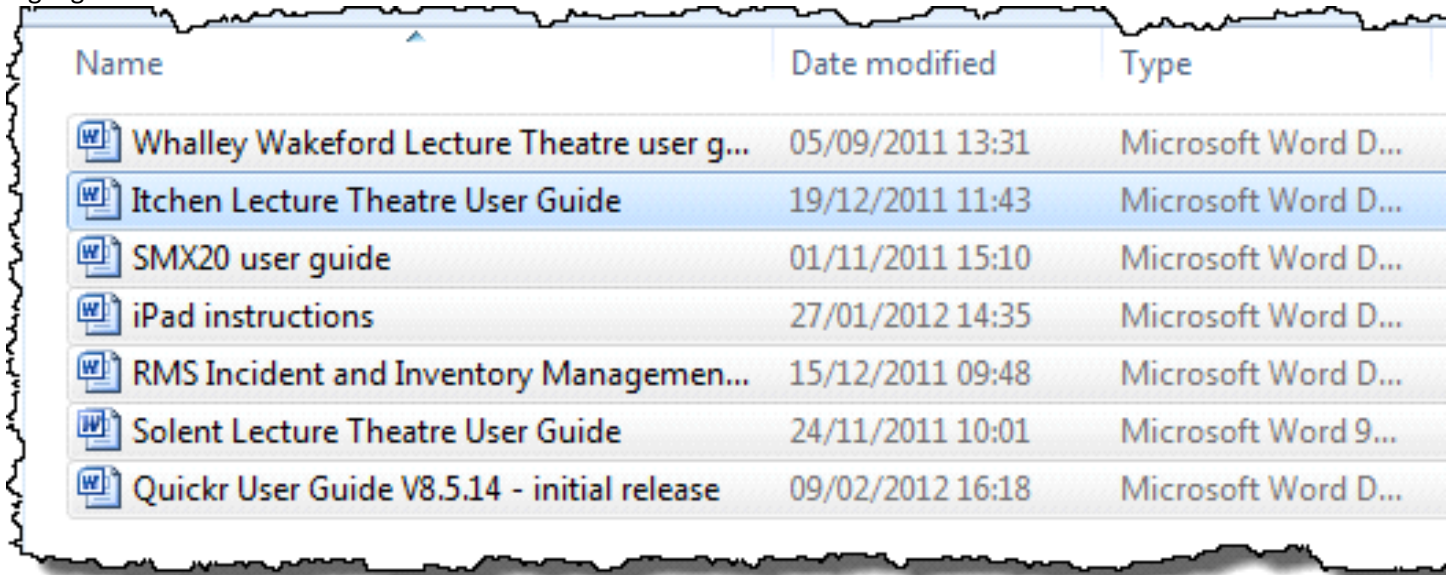 Name Date modified Type
Whalley Wakeford Lecture Theatre user g... 05/09/2011 13:31 Microsoft Word D...
Itchen Lecture Theatre User Guide 19/12/2011 11:43 Microsoft Word D...
SMX20 user guide 01/11/2011 15:10 Microsoft Word D...
iPad instructions 27/01/2012 14:35 Microsoft Word D...
RMS Incident and Inventory Managemen... 15/12/2011 09:48 Microsoft Word D...
Solent Lecture Theatre User Guide 24/11/2011 10:01 Microsoft Word 9...
Quickr User Guide V8.5.14 - initial release 09/02/2012 16:18 Microsoft Word D...